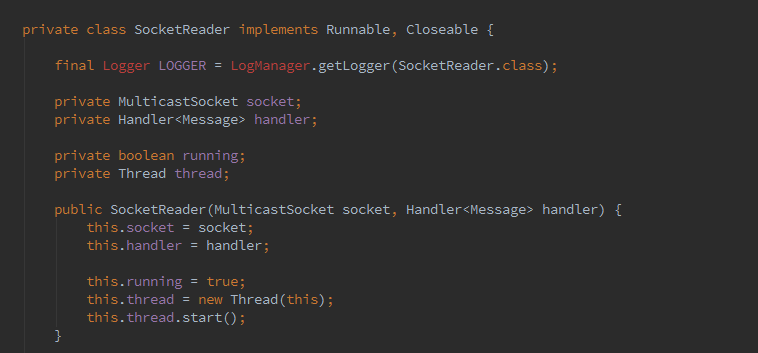 private class SocketReader implements Runnable, Closeable {
final Logger LOGGER = LogManager.getLogger(SocketReader.class);
private MulticastSocket socket;
private Handler<Message> handler;
private boolean running;
private Thread thread;
public SocketReader(MulticastSocket socket, Handler<Message> handler) {
this.socket = socket;
this.handler = handler;
this.running = true;
this.thread = new Thread(this);
this.thread.start();
}